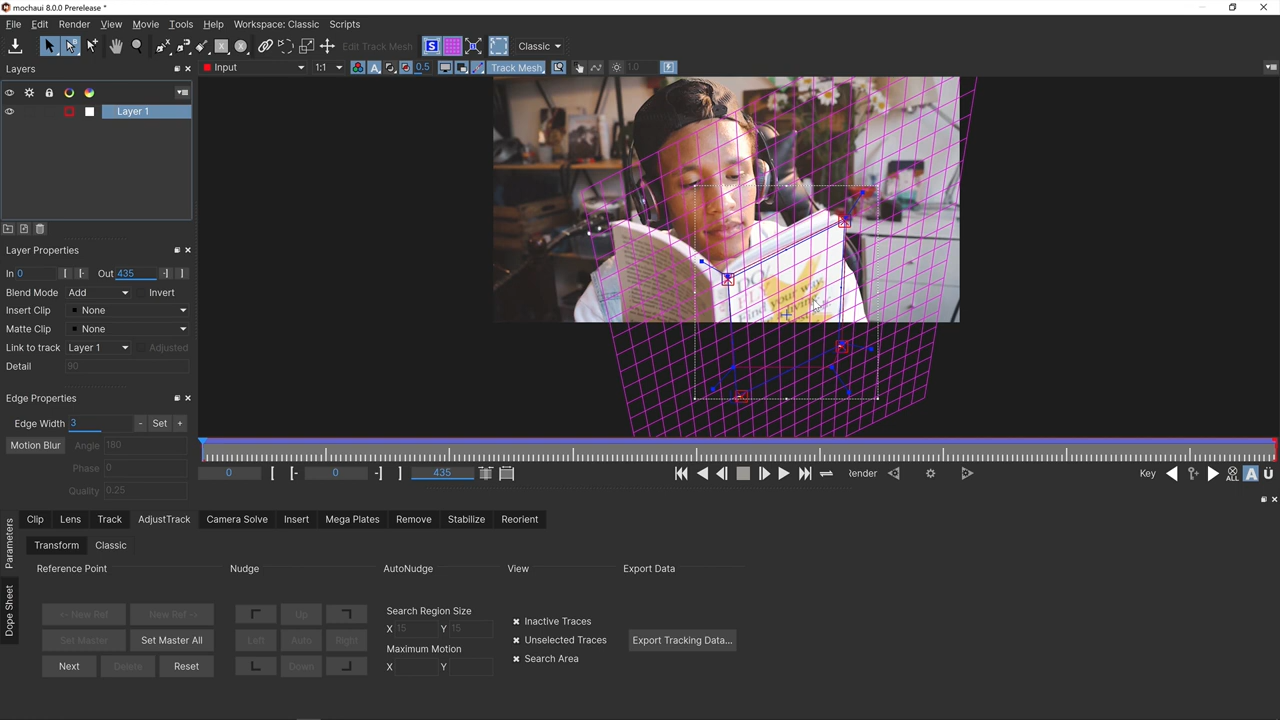 mochaui 8.0.0 Prerelease *
File Edit Render View Movie Tools Help Workspace: Classic Scripts
Edit Track Mesh S Classic
Layers
Input 1:1 A 0.5 Track Mesh 1.0
Layer 1
Layer Properties
In 0 Out 435
Blend Mode Add Invert
Insert Clip None
Matte Clip None
Link to track Layer 1 Adjusted
Detail 90
Edge Properties
Edge Width 3 - Set +
Motion Blur Angle 180
Phase 0
Quality 0.25
DO
find your way
0 [ [- 0 -] ] 435 Render Key ALL A Ü
Clip Lens Track AdjustTrack Camera Solve Insert Mega Plates Remove Stabilize Reorient
Parameters
Dope Sheet
Transform Classic
Reference Point Nudge AutoNudge View Export Data
<- New Ref New Ref -> Up Search Region Size Inactive Traces
X 15 Y 15
Set Master Set Master All Left Auto Right Unselected Traces Export Tracking Data...
Maximum Motion Search Area
Next Delete Reset Down X Y